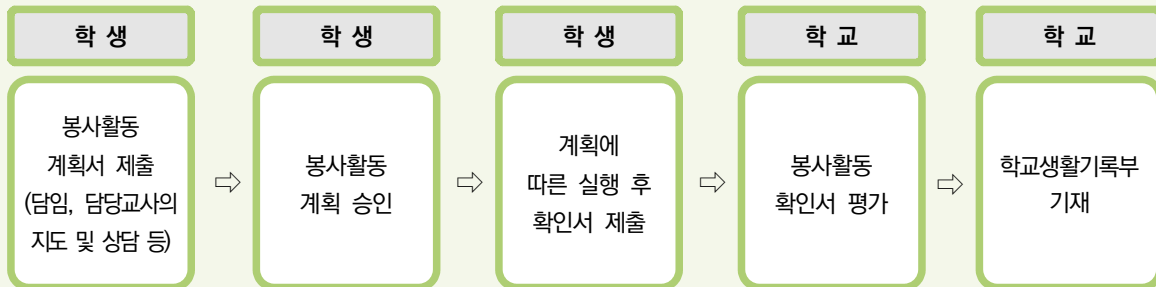 학 생
봉사활동
계획서 제출
(담임, 담당교사의
지도 및 상담 등)
⇨
학 생
봉사활동
계획 승인
⇨
학 생
계획에
따른 실행 후
확인서 제출
⇨
학 교
봉사활동
확인서 평가
⇨
학 교
학교생활기록부
기재